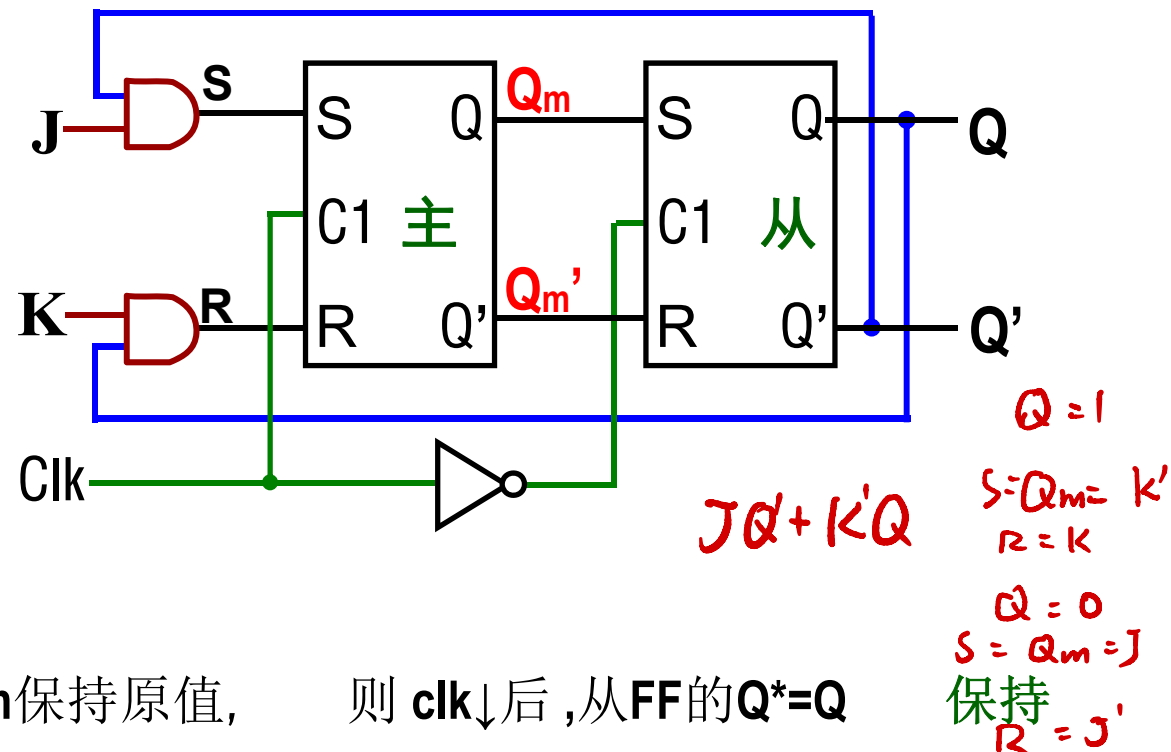 S
J
S Q Qm S Q Q
C1 主 C1 从
K
R
R Q' Qm' R Q' Q'
Clk
Q = 1
S = Qm = K'
R = K
JQ' + K'Q
Q = 0
S = Qm = J
保持原值, 则 clk↓后 ,从FF的Q*=Q 保持
R = J'